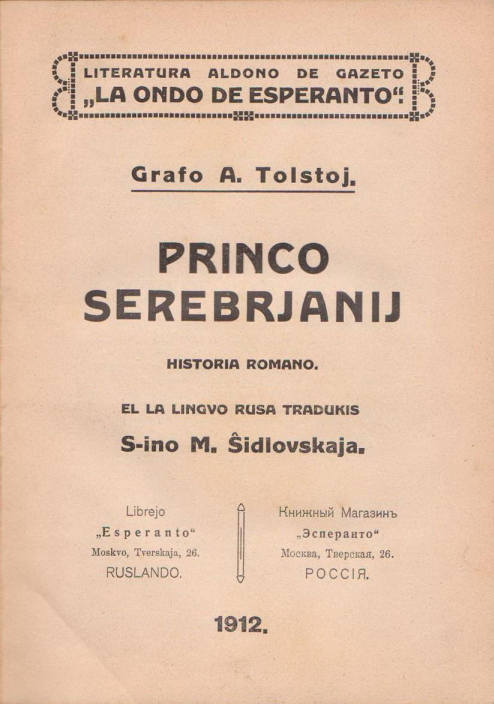 LITERATURA ALDONO DE GAZETO
„LA ONDO DE ESPERANTO“.
Grafo A. Tolstoj.
PRINCO
SEREBRJANIJ
HISTORIA ROMANO.
EL LA LINGVO RUSA TRADUKIS
S-ino M. Ŝidlovskaja.
Librejo
„Esperanto“
Moskvo, Tverskaja, 26.
RUSLANDO.
Книжный Магазинъ
„Эсперанто“
Москва, Тверская, 26.
РОССІЯ.
1912.